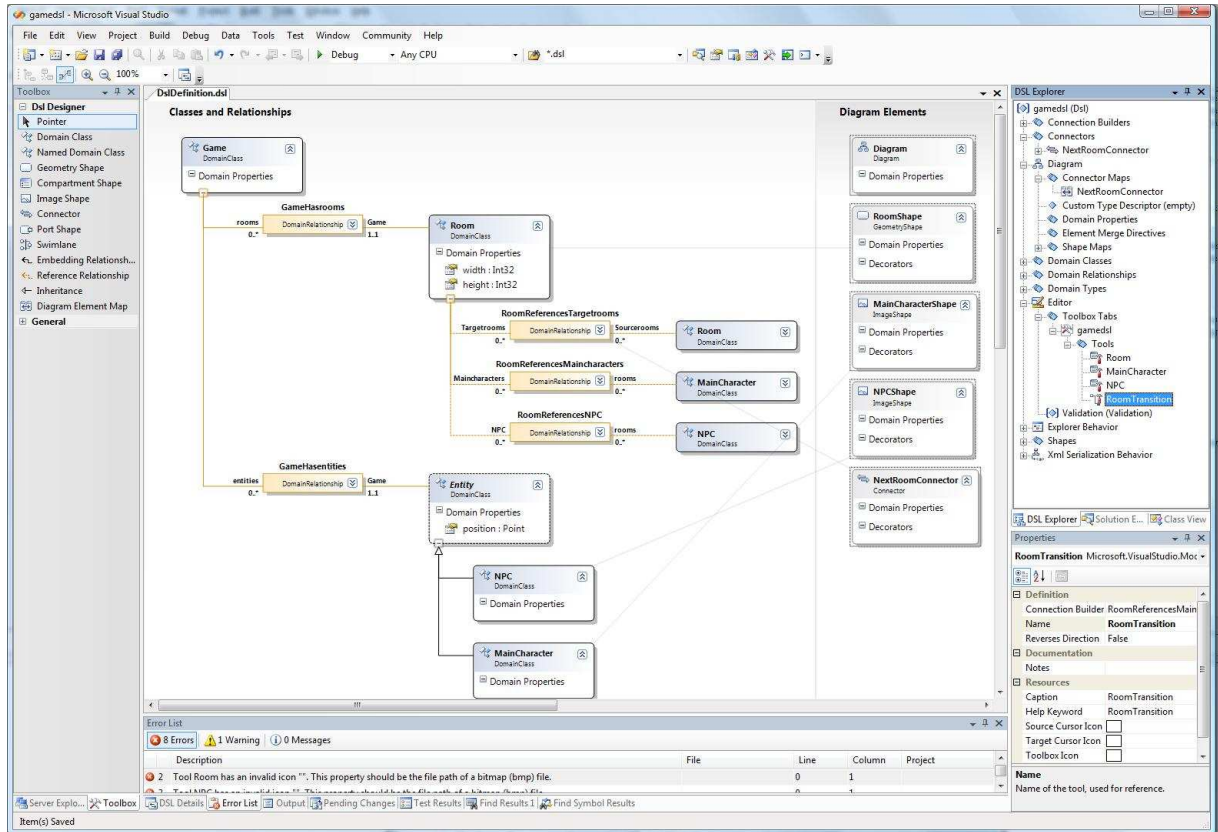 gamedsl - Microsoft Visual Studio
File Edit View Project Build Debug Data Tools Test Window Community Help
Debug Any CPU *.dsl
100%
Toolbox
Dsl Designer
Pointer
Domain Class
Named Domain Class
Geometry Shape
Compartment Shape
Image Shape
Connector
Port Shape
Swimlane
Embedding Relationsh...
Reference Relationship
Inheritance
Diagram Element Map
General
DslDefinition.dsl
Classes and Relationships
Game
DomainClass
Domain Properties
GameHasrooms
rooms DomainRelationship Game
0..* 1..1
Room
DomainClass
Domain Properties
width : Int32
height : Int32
RoomReferencesTargetrooms
Targetrooms DomainRelationship Sourcerooms
0..* 0..*
Room
DomainClass
RoomReferencesMaincharacters
Maincharacters DomainRelationship rooms
0..* 0..*
MainCharacter
DomainClass
RoomReferencesNPC
NPC DomainRelationship rooms
0..* 0..*
NPC
DomainClass
GameHasentities
entities DomainRelationship Game
0..* 1..1
Entity
DomainClass
Domain Properties
position : Point
NPC
DomainClass
Domain Properties
MainCharacter
DomainClass
Domain Properties
Diagram Elements
Diagram
Diagram
Domain Properties
RoomShape
GeometryShape
Domain Properties
Decorators
MainCharacterShape
ImageShape
Domain Properties
Decorators
NPCShape
ImageShape
Domain Properties
Decorators
NextRoomConnector
Connector
Domain Properties
Decorators
DSL Explorer
gamedsl (Dsl)
Connection Builders
Connectors
NextRoomConnector
Diagram
Connector Maps
NextRoomConnector
Custom Type Descriptor (empty)
Domain Properties
Element Merge Directives
Shape Maps
Domain Classes
Domain Relationships
Domain Types
Editor
Toolbox Tabs
gamedsl
Tools
Room
MainCharacter
NPC
RoomTransition
Validation (Validation)
Explorer Behavior
Shapes
Xml Serialization Behavior
DSL Explorer Solution E... Class View
Properties
RoomTransition Microsoft.VisualStudio.Moc
Definition
Connection Builder RoomReferencesMain
Name RoomTransition
Reverses Direction False
Documentation
Notes
Resources
Caption RoomTransition
Help Keyword RoomTransition
Source Cursor Icon
Target Cursor Icon
Toolbox Icon
Name
Name of the tool, used for reference.
Error List
8 Errors 1 Warning 0 Messages
Description File Line Column Project
2 Tool Room has an invalid icon "". This property should be the file path of a bitmap (bmp) file. 0 1
Server Explo... Toolbox DSL Details Error List Output Pending Changes Test Results Find Results 1 Find Symbol Results
Item(s) Saved